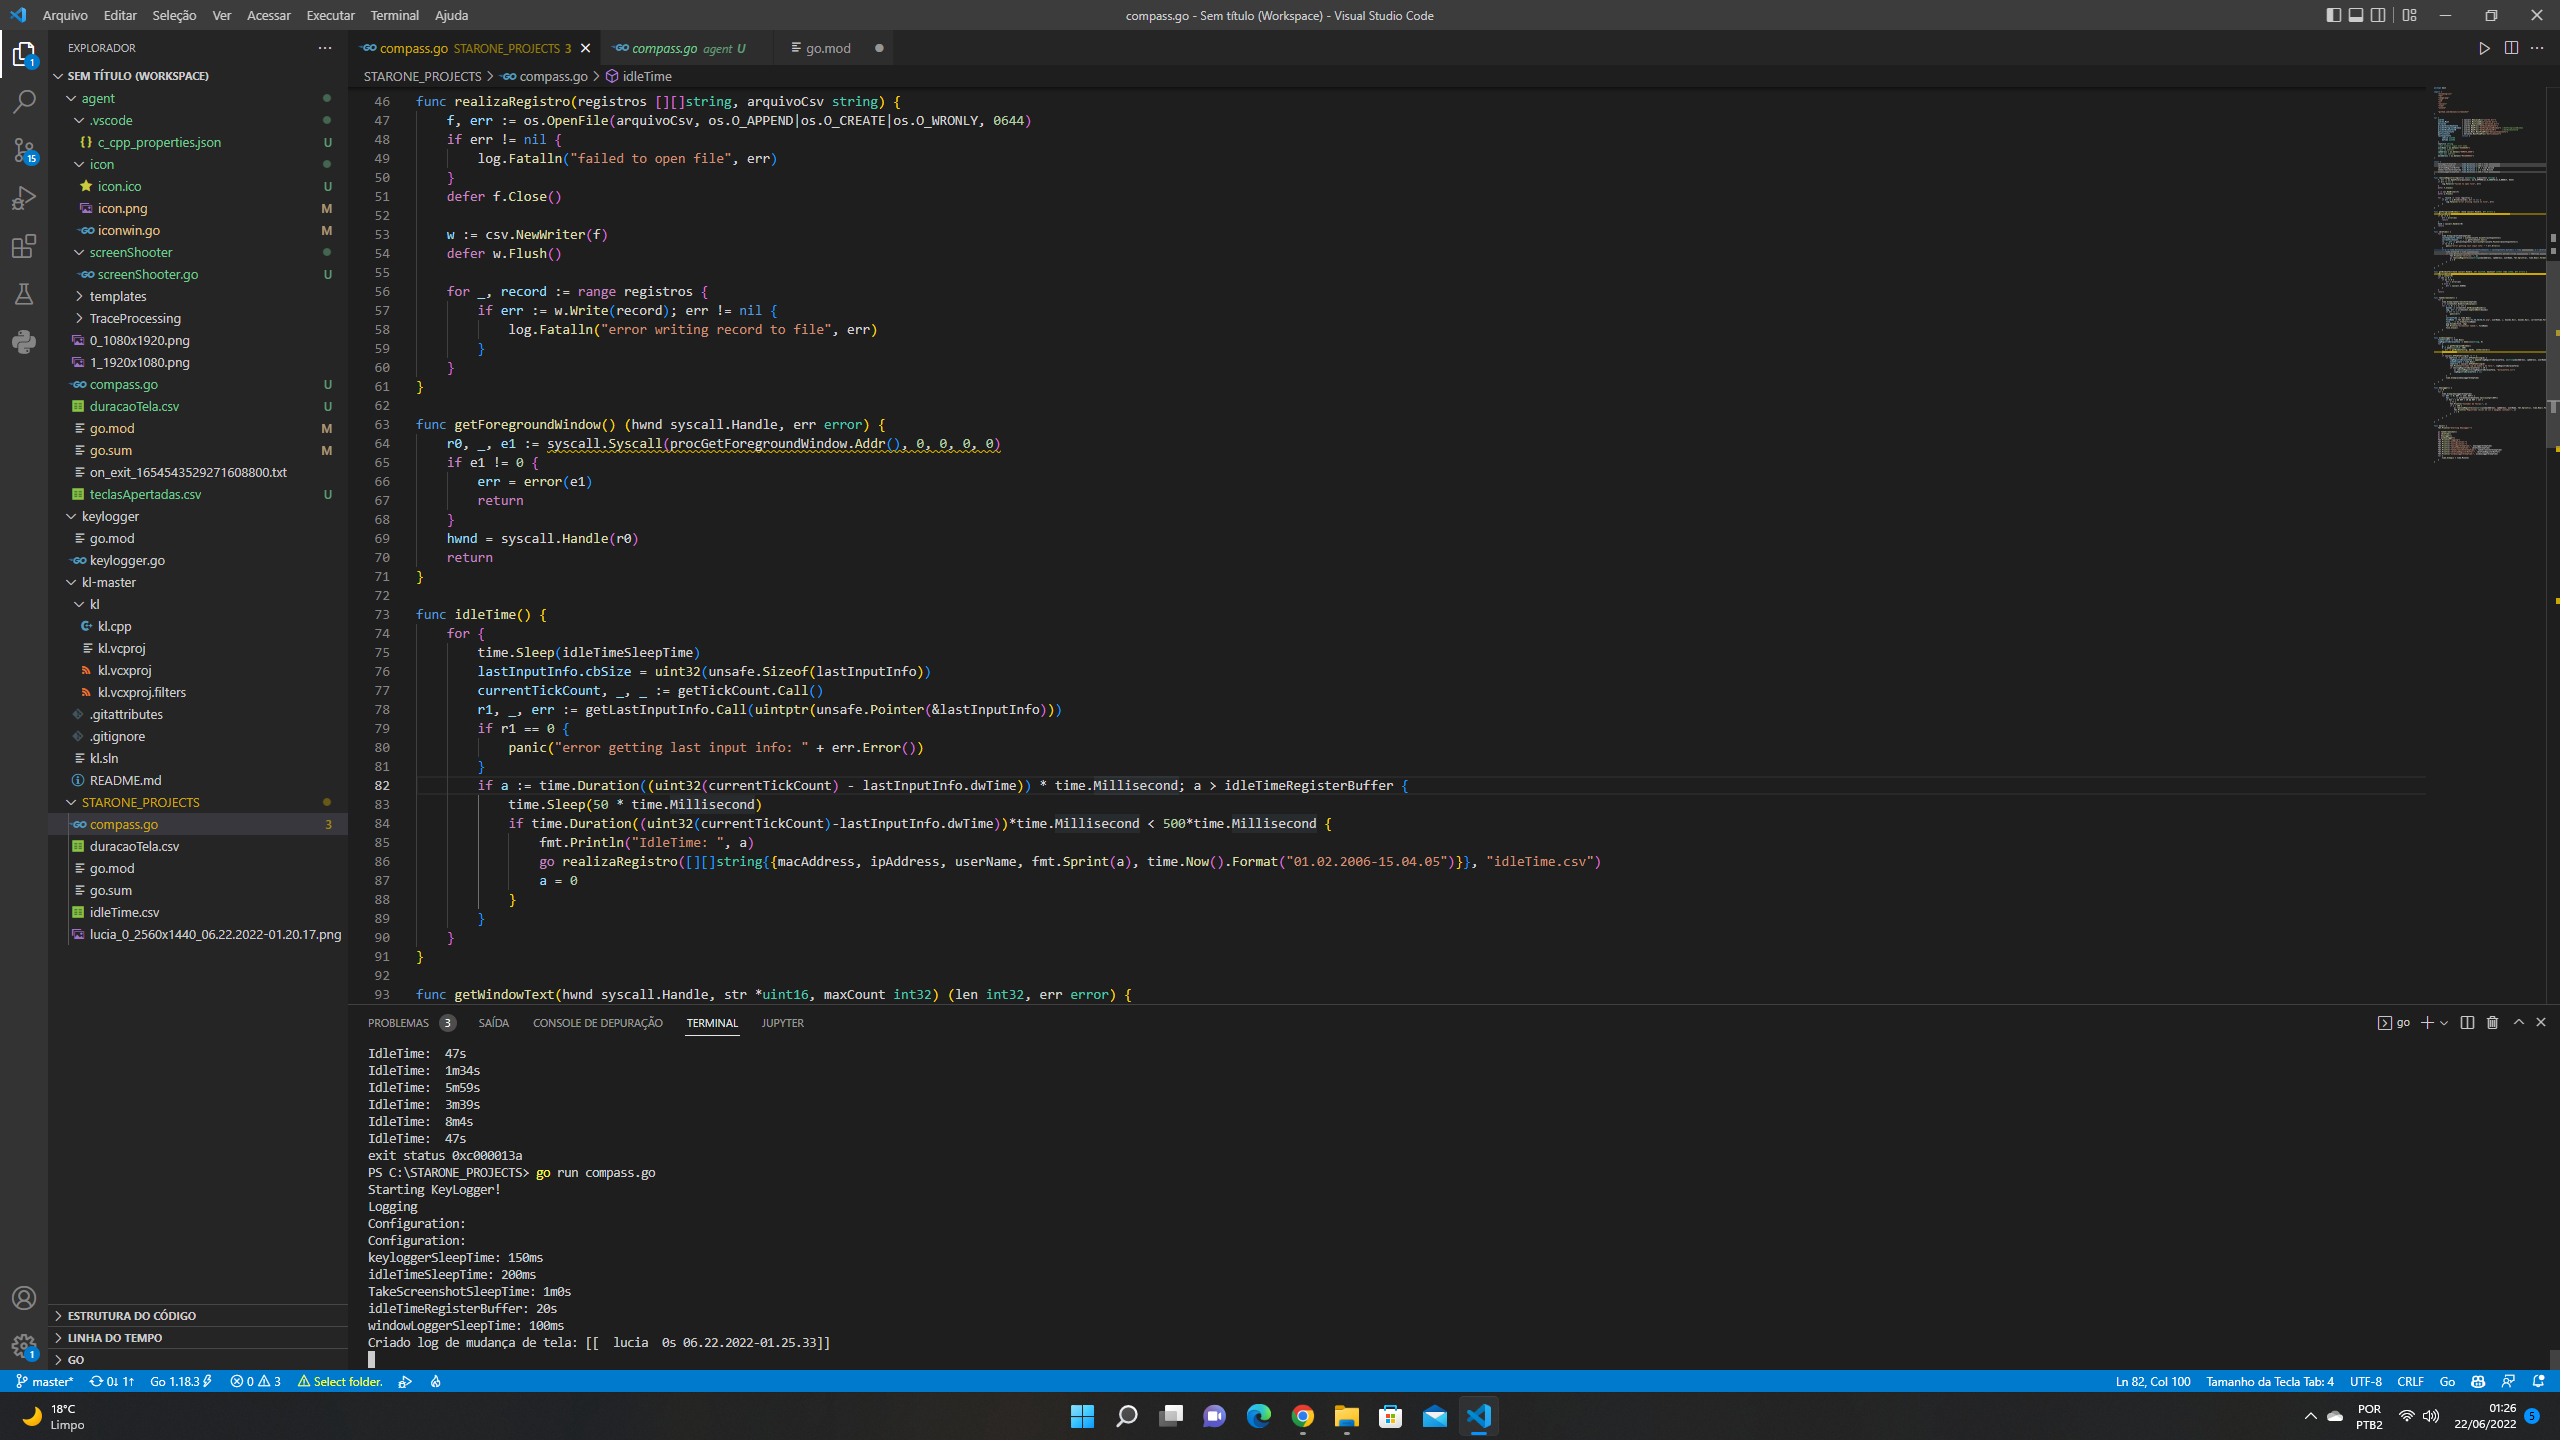 Arquivo Editar Seleção Ver Acessar Executar Terminal Ajuda
compass.go - Sem título (Workspace) - Visual Studio Code
EXPLORADOR
SEM TÍTULO (WORKSPACE)
agent
.vscode
c_cpp_properties.json U
icon
icon.ico U
icon.png M
iconwin.go M
screenShooter
screenShooter.go U
templates
TraceProcessing
0_1080x1920.png
1_1920x1080.png
compass.go U
duracaoTela.csv U
go.mod M
go.sum M
on_exit_1654543529271608800.txt
teclasApertadas.csv U
keylogger
go.mod
keylogger.go
kl-master
kl
kl.cpp
kl.vcproj
kl.vcxproj
kl.vcxproj.filters
.gitattributes
.gitignore
kl.sln
README.md
STARONE_PROJECTS
compass.go 3
duracaoTela.csv
go.mod
go.sum
idleTime.csv
lucia_0_2560x1440_06.22.2022-01.20.17.png
ESTRUTURA DO CÓDIGO
LINHA DO TEMPO
GO
1
15
1
compass.go STARONE_PROJECTS 3 compass.go agent U go.mod
STARONE_PROJECTS > compass.go > idleTime
46 func realizaRegistro(registros [][]string, arquivoCsv string) {
47 f, err := os.OpenFile(arquivoCsv, os.O_APPEND|os.O_CREATE|os.O_WRONLY, 0644)
48 if err != nil {
49 log.Fatalln("failed to open file", err)
50 }
51 defer f.Close()
52
53 w := csv.NewWriter(f)
54 defer w.Flush()
55
56 for _, record := range registros {
57 if err := w.Write(record); err != nil {
58 log.Fatalln("error writing record to file", err)
59 }
60 }
61 }
62
63 func getForegroundWindow() (hwnd syscall.Handle, err error) {
64 r0, _, e1 := syscall.Syscall(procGetForegroundWindow.Addr(), 0, 0, 0, 0)
65 if e1 != 0 {
66 err = error(e1)
67 return
68 }
69 hwnd = syscall.Handle(r0)
70 return
71 }
72
73 func idleTime() {
74 for {
75 time.Sleep(idleTimeSleepTime)
76 lastInputInfo.cbSize = uint32(unsafe.Sizeof(lastInputInfo))
77 currentTickCount, _, _ := getTickCount.Call()
78 r1, _, err := getLastInputInfo.Call(uintptr(unsafe.Pointer(&lastInputInfo)))
79 if r1 == 0 {
80 panic("error getting last input info: " + err.Error())
81 }
82 if a := time.Duration((uint32(currentTickCount) - lastInputInfo.dwTime)) * time.Millisecond; a > idleTimeRegisterBuffer {
83 time.Sleep(50 * time.Millisecond)
84 if time.Duration((uint32(currentTickCount)-lastInputInfo.dwTime))*time.Millisecond < 500*time.Millisecond {
85 fmt.Println("IdleTime: ", a)
86 go realizaRegistro([][]string{{macAddress, ipAddress, userName, fmt.Sprint(a), time.Now().Format("01.02.2006-15.04.05")}}, "idleTime.csv")
87 a = 0
88 }
89 }
90 }
91 }
92
93 func getWindowText(hwnd syscall.Handle, str *uint16, maxCount int32) (len int32, err error) {
PROBLEMAS 3 SAÍDA CONSOLE DE DEPURAÇÃO TERMINAL JUPYTER
go
IdleTime: 47s
IdleTime: 1m34s
IdleTime: 5m59s
IdleTime: 3m39s
IdleTime: 8m4s
IdleTime: 47s
exit status 0xc000013a
PS C:\STARONE_PROJECTS> go run compass.go
Starting KeyLogger!
Logging
Configuration:
Configuration:
keyloggerSleepTime: 150ms
idleTimeSleepTime: 200ms
TakeScreenshotSleepTime: 1m0s
idleTimeRegisterBuffer: 20s
windowLoggerSleepTime: 100ms
Criado log de mudança de tela: [[  lucia  0s 06.22.2022-01.25.33]]
master* 0↓ 1↑ Go 1.18.3 0 3 Select folder.
Ln 82, Col 100 Tamanho da Tecla Tab: 4 UTF-8 CRLF Go
18°C
Limpo
POR
PTB2
01:26
22/06/2022
5